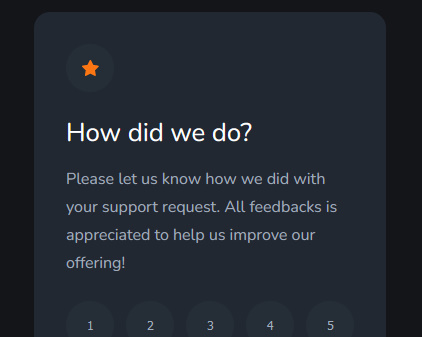 How did we do?
Please let us know how we did with
your support request. All feedbacks is
appreciated to help us improve our
offering!
1 2 3 4 5